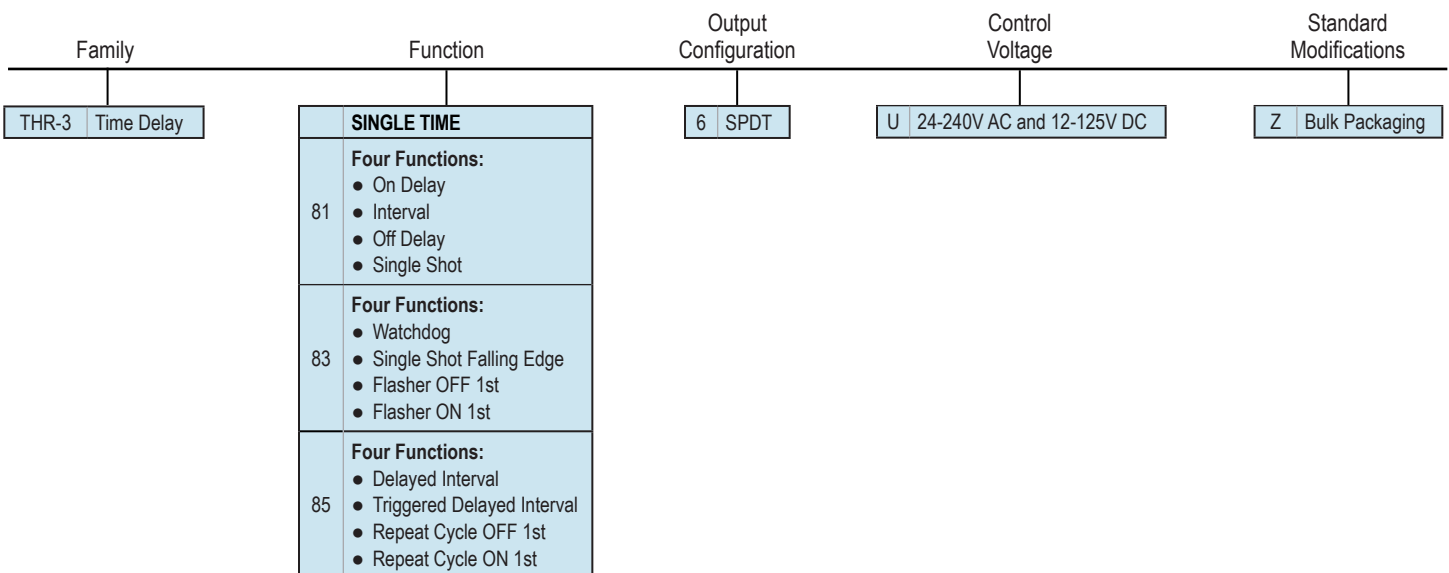 Family
Function
Output
Configuration
Control
Voltage
Standard
Modifications
THR-3 Time Delay
SINGLE TIME
81
Four Functions:
● On Delay
● Interval
● Off Delay
● Single Shot
83
Four Functions:
● Watchdog
● Single Shot Falling Edge
● Flasher OFF 1st
● Flasher ON 1st
85
Four Functions:
● Delayed Interval
● Triggered Delayed Interval
● Repeat Cycle OFF 1st
● Repeat Cycle ON 1st
6 SPDT
U 24-240V AC and 12-125V DC
Z Bulk Packaging